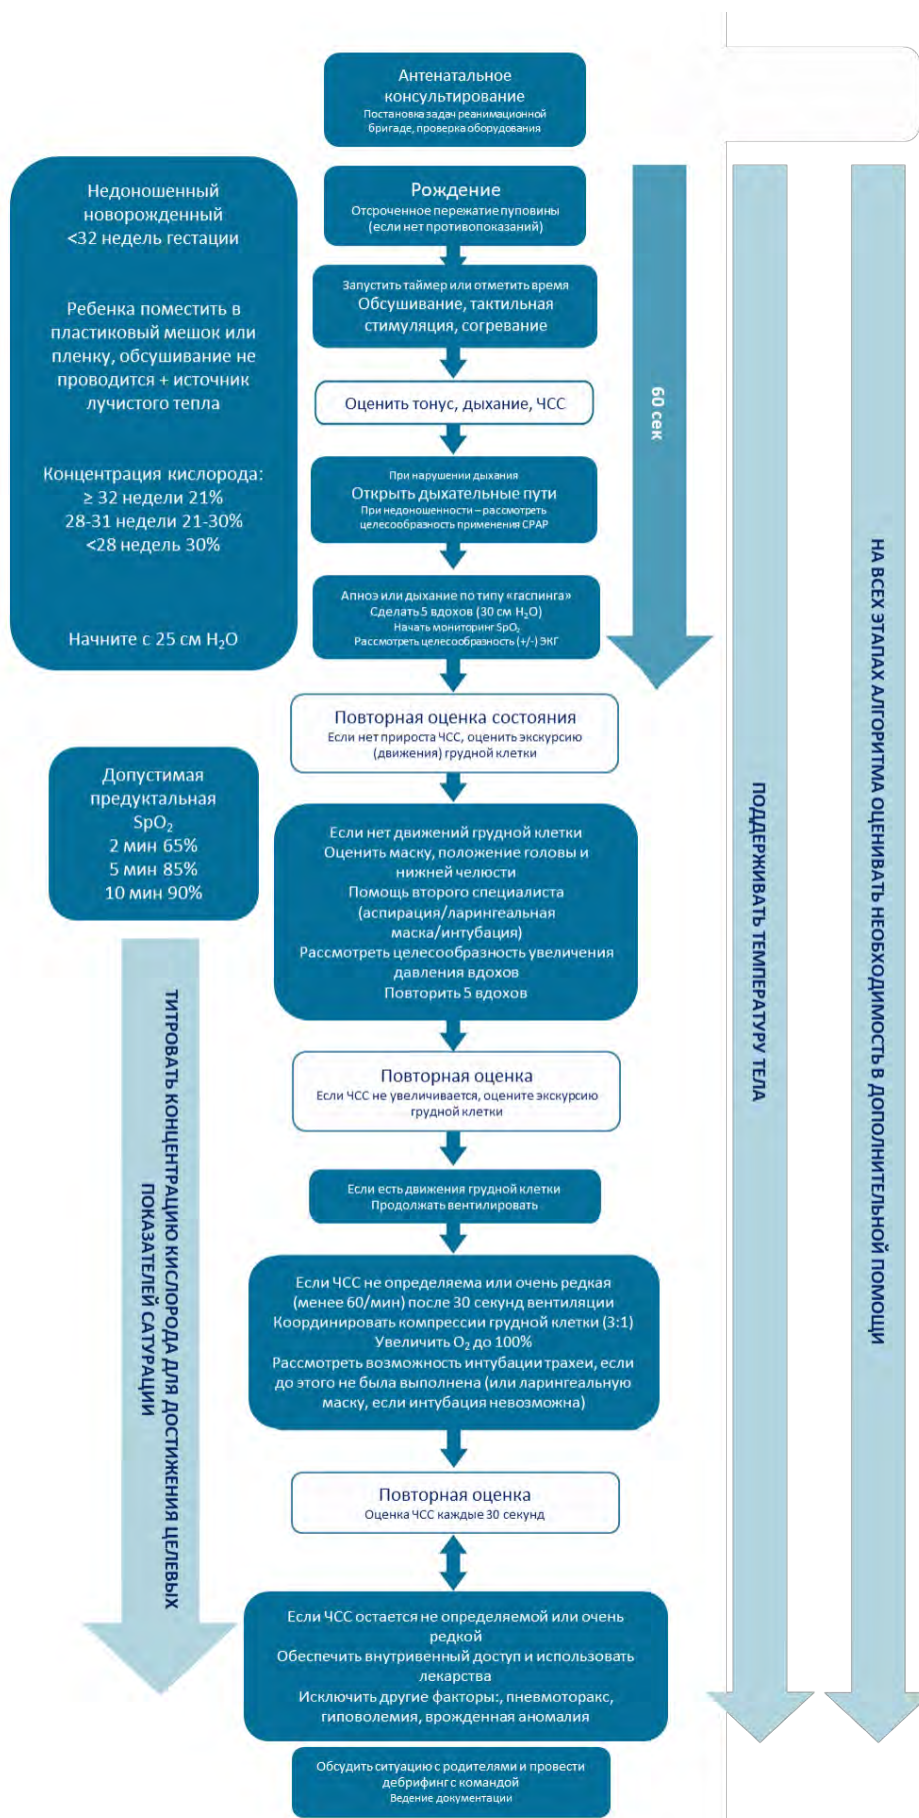 Антенатальное
консультирование
Постановка задач реанимационной
бригаде, проверка оборудования
Недоношенный
новорожденный
<32 недель гестации
Ребенка поместить в
пластиковый мешок или
пленку, обсушивание не
проводится + источник
лучистого тепла
Концентрация кислорода:
≥ 32 недели 21%
28-31 недели 21-30%
<28 недель 30%
Начните с 25 см H₂O
Рождение
Отсроченное пережатие пуповины
(если нет противопоказаний)
Запустить таймер или отметить время
Обсушивание, тактильная
стимуляция, согревание
Оценить тонус, дыхание, ЧСС
При нарушении дыхания
Открыть дыхательные пути
При недоношенности – рассмотреть
целесообразность применения CPAP
Апноэ или дыхание по типу «гаспинга»
Сделать 5 вдохов (30 см H₂O)
Начать мониторинг SpO₂
Рассмотреть целесообразность (+/-) ЭКГ
60 сек
Повторная оценка состояния
Если нет прироста ЧСС, оценить экскурсию
(движения) грудной клетки
Допустимая
предуктальная
SpO₂
2 мин 65%
5 мин 85%
10 мин 90%
Если нет движений грудной клетки
Оценить маску, положение головы и
нижней челюсти
Помощь второго специалиста
(аспирация/ларингеальная
маска/интубация)
Рассмотреть целесообразность увеличения
давления вдохов
Повторить 5 вдохов
Повторная оценка
Если ЧСС не увеличивается, оцените экскурсию
грудной клетки
Если есть движения грудной клетки
Продолжать вентилировать
Если ЧСС не определяема или очень редкая
(менее 60/мин) после 30 секунд вентиляции
Координировать компрессии грудной клетки (3:1)
Увеличить O₂ до 100%
Рассмотреть возможность интубации трахеи, если
до этого не была выполнена (или ларингеальную
маску, если интубация невозможна)
Повторная оценка
Оценка ЧСС каждые 30 секунд
Если ЧСС остается не определяемой или очень
редкой
Обеспечить внутривенный доступ и использовать
лекарства
Исключить другие факторы:, пневмоторакс,
гиповолемия, врожденная аномалия
Обсудить ситуацию с родителями и провести
дебрифинг с командой
Ведение документации
ТИТРОВАТЬ КОНЦЕНТРАЦИЮ КИСЛОРОДА ДЛЯ ДОСТИЖЕНИЯ ЦЕЛЕВЫХ
ПОКАЗАТЕЛЕЙ САТУРАЦИИ
ПОДДЕРЖИВАТЬ ТЕМПЕРАТУРУ ТЕЛА
НА ВСЕХ ЭТАПАХ АЛГОРИТМА ОЦЕНИВАТЬ НЕОБХОДИМОСТЬ В ДОПОЛНИТЕЛЬНОЙ ПОМОЩИ